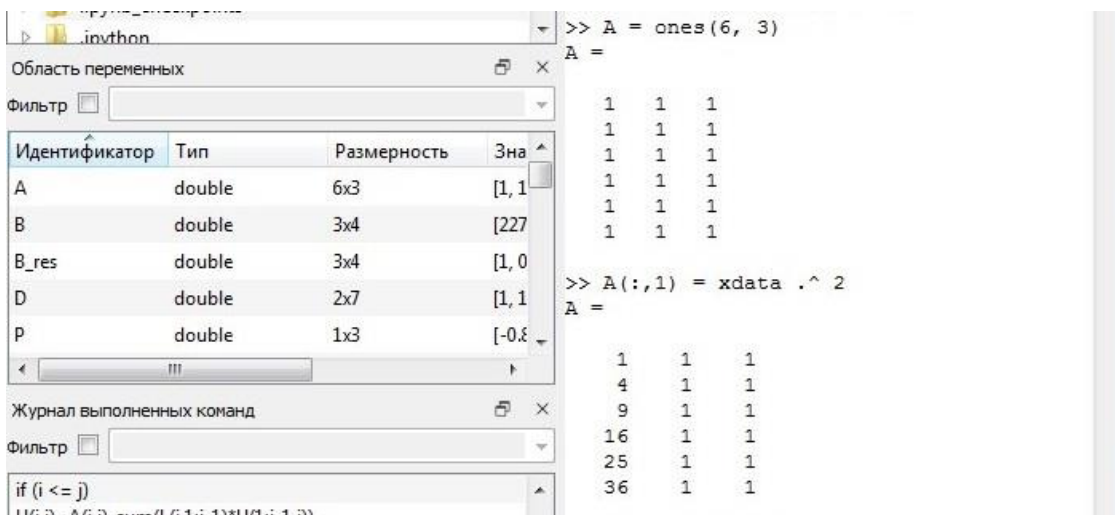 .ipython
Область переменных
Фильтр
Идентификатор Тип Размерность Зна
A double 6x3 [1, 1
B double 3x4 [227
B_res double 3x4 [1, 0
D double 2x7 [1, 1
P double 1x3 [-0.8
Журнал выполненных команд
Фильтр
if (i <= j)
>> A = ones(6, 3)
A =
1 1 1
1 1 1
1 1 1
1 1 1
1 1 1
1 1 1
>> A(:,1) = xdata .^ 2
A =
1 1 1
4 1 1
9 1 1
16 1 1
25 1 1
36 1 1